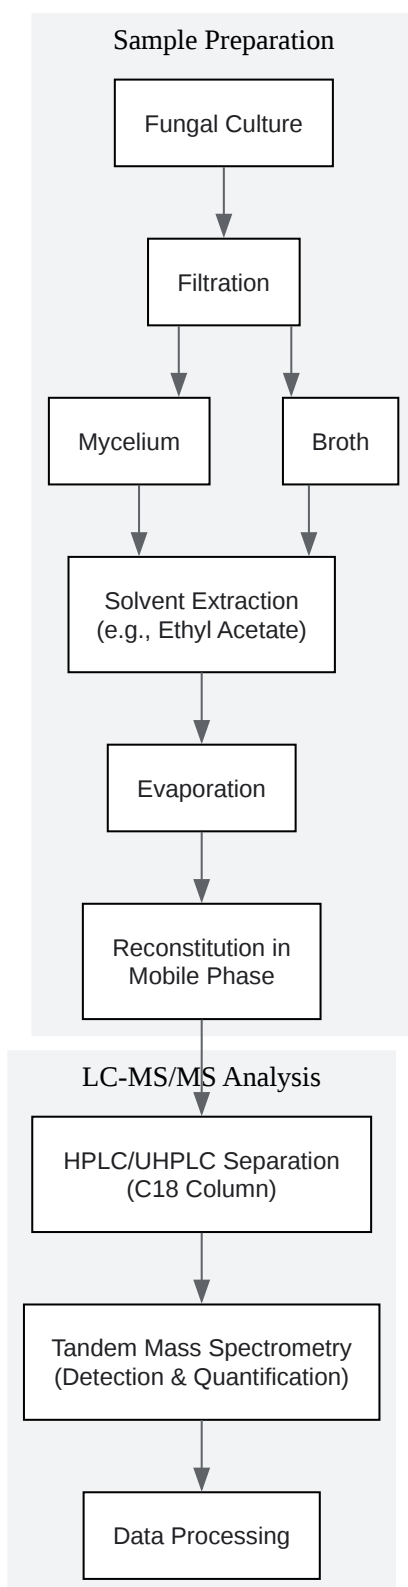 Sample Preparation
Fungal Culture
Filtration
Mycelium
Broth
Solvent Extraction
(e.g., Ethyl Acetate)
Evaporation
Reconstitution in
Mobile Phase
LC-MS/MS Analysis
HPLC/UHPLC Separation
(C18 Column)
Tandem Mass Spectrometry
(Detection & Quantification)
Data Processing